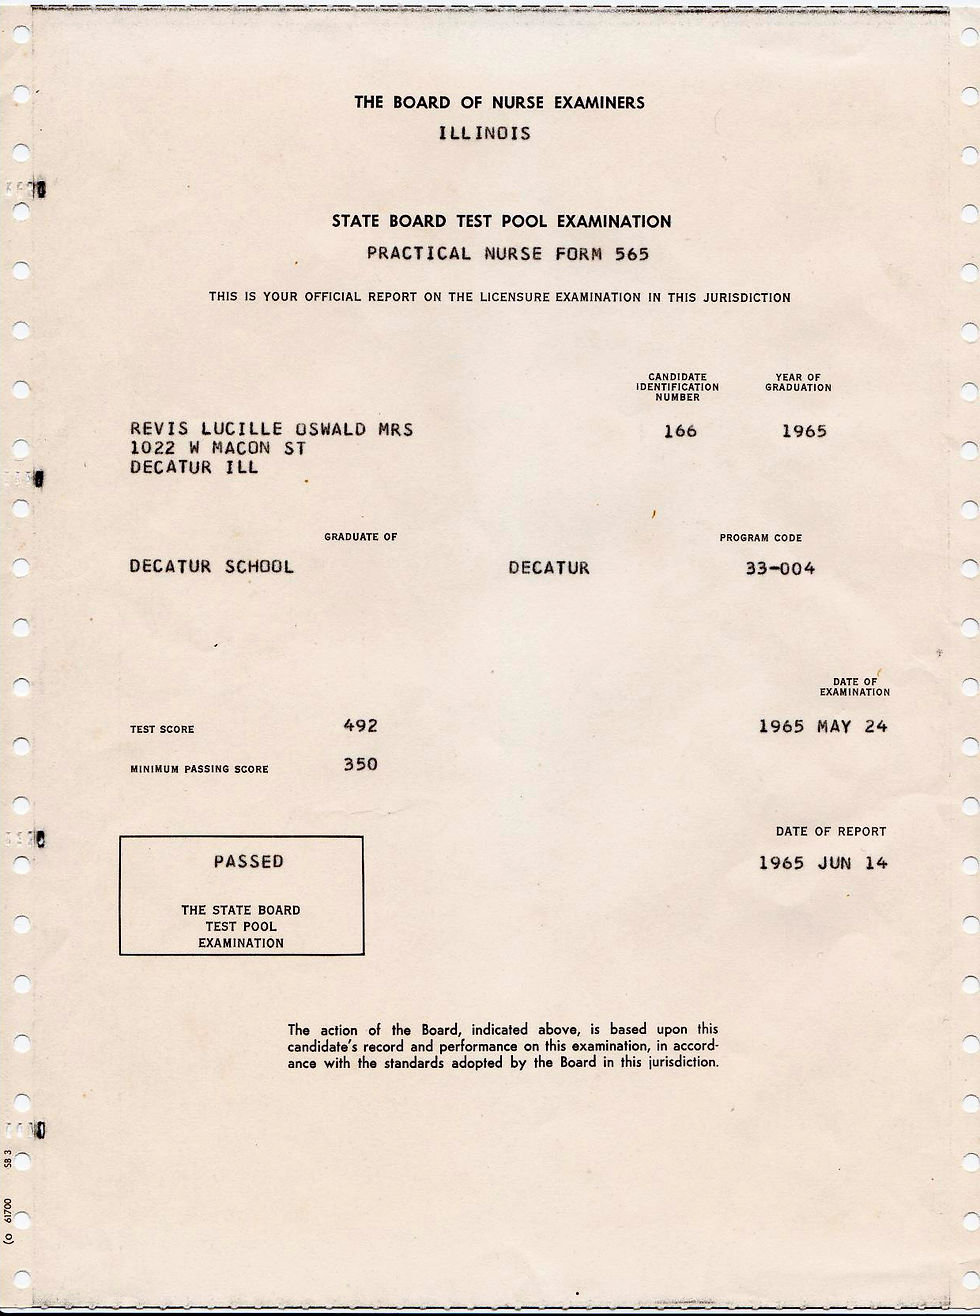 THE BOARD OF NURSE EXAMINERS
ILLINOIS
STATE BOARD TEST POOL EXAMINATION
PRACTICAL NURSE FORM 565
THIS IS YOUR OFFICIAL REPORT ON THE LICENSURE EXAMINATION IN THIS JURISDICTION
CANDIDATE IDENTIFICATION NUMBER
YEAR OF GRADUATION
REVIS LUCILLE OSWALD MRS 166 1965
1022 W MACON ST
DECATUR ILL
GRADUATE OF PROGRAM CODE
DECATUR SCHOOL DECATUR 33-004
DATE OF
EXAMINATION
TEST SCORE 492 1965 MAY 24
MINIMUM PASSING SCORE 350
DATE OF REPORT
PASSED 1965 JUN 14
THE STATE BOARD
TEST POOL
EXAMINATION
The action of the Board, indicated above, is based upon this
candidate's record and performance on this examination, in accord-
ance with the standards adopted by the Board in this jurisdiction.
61700 SB 3